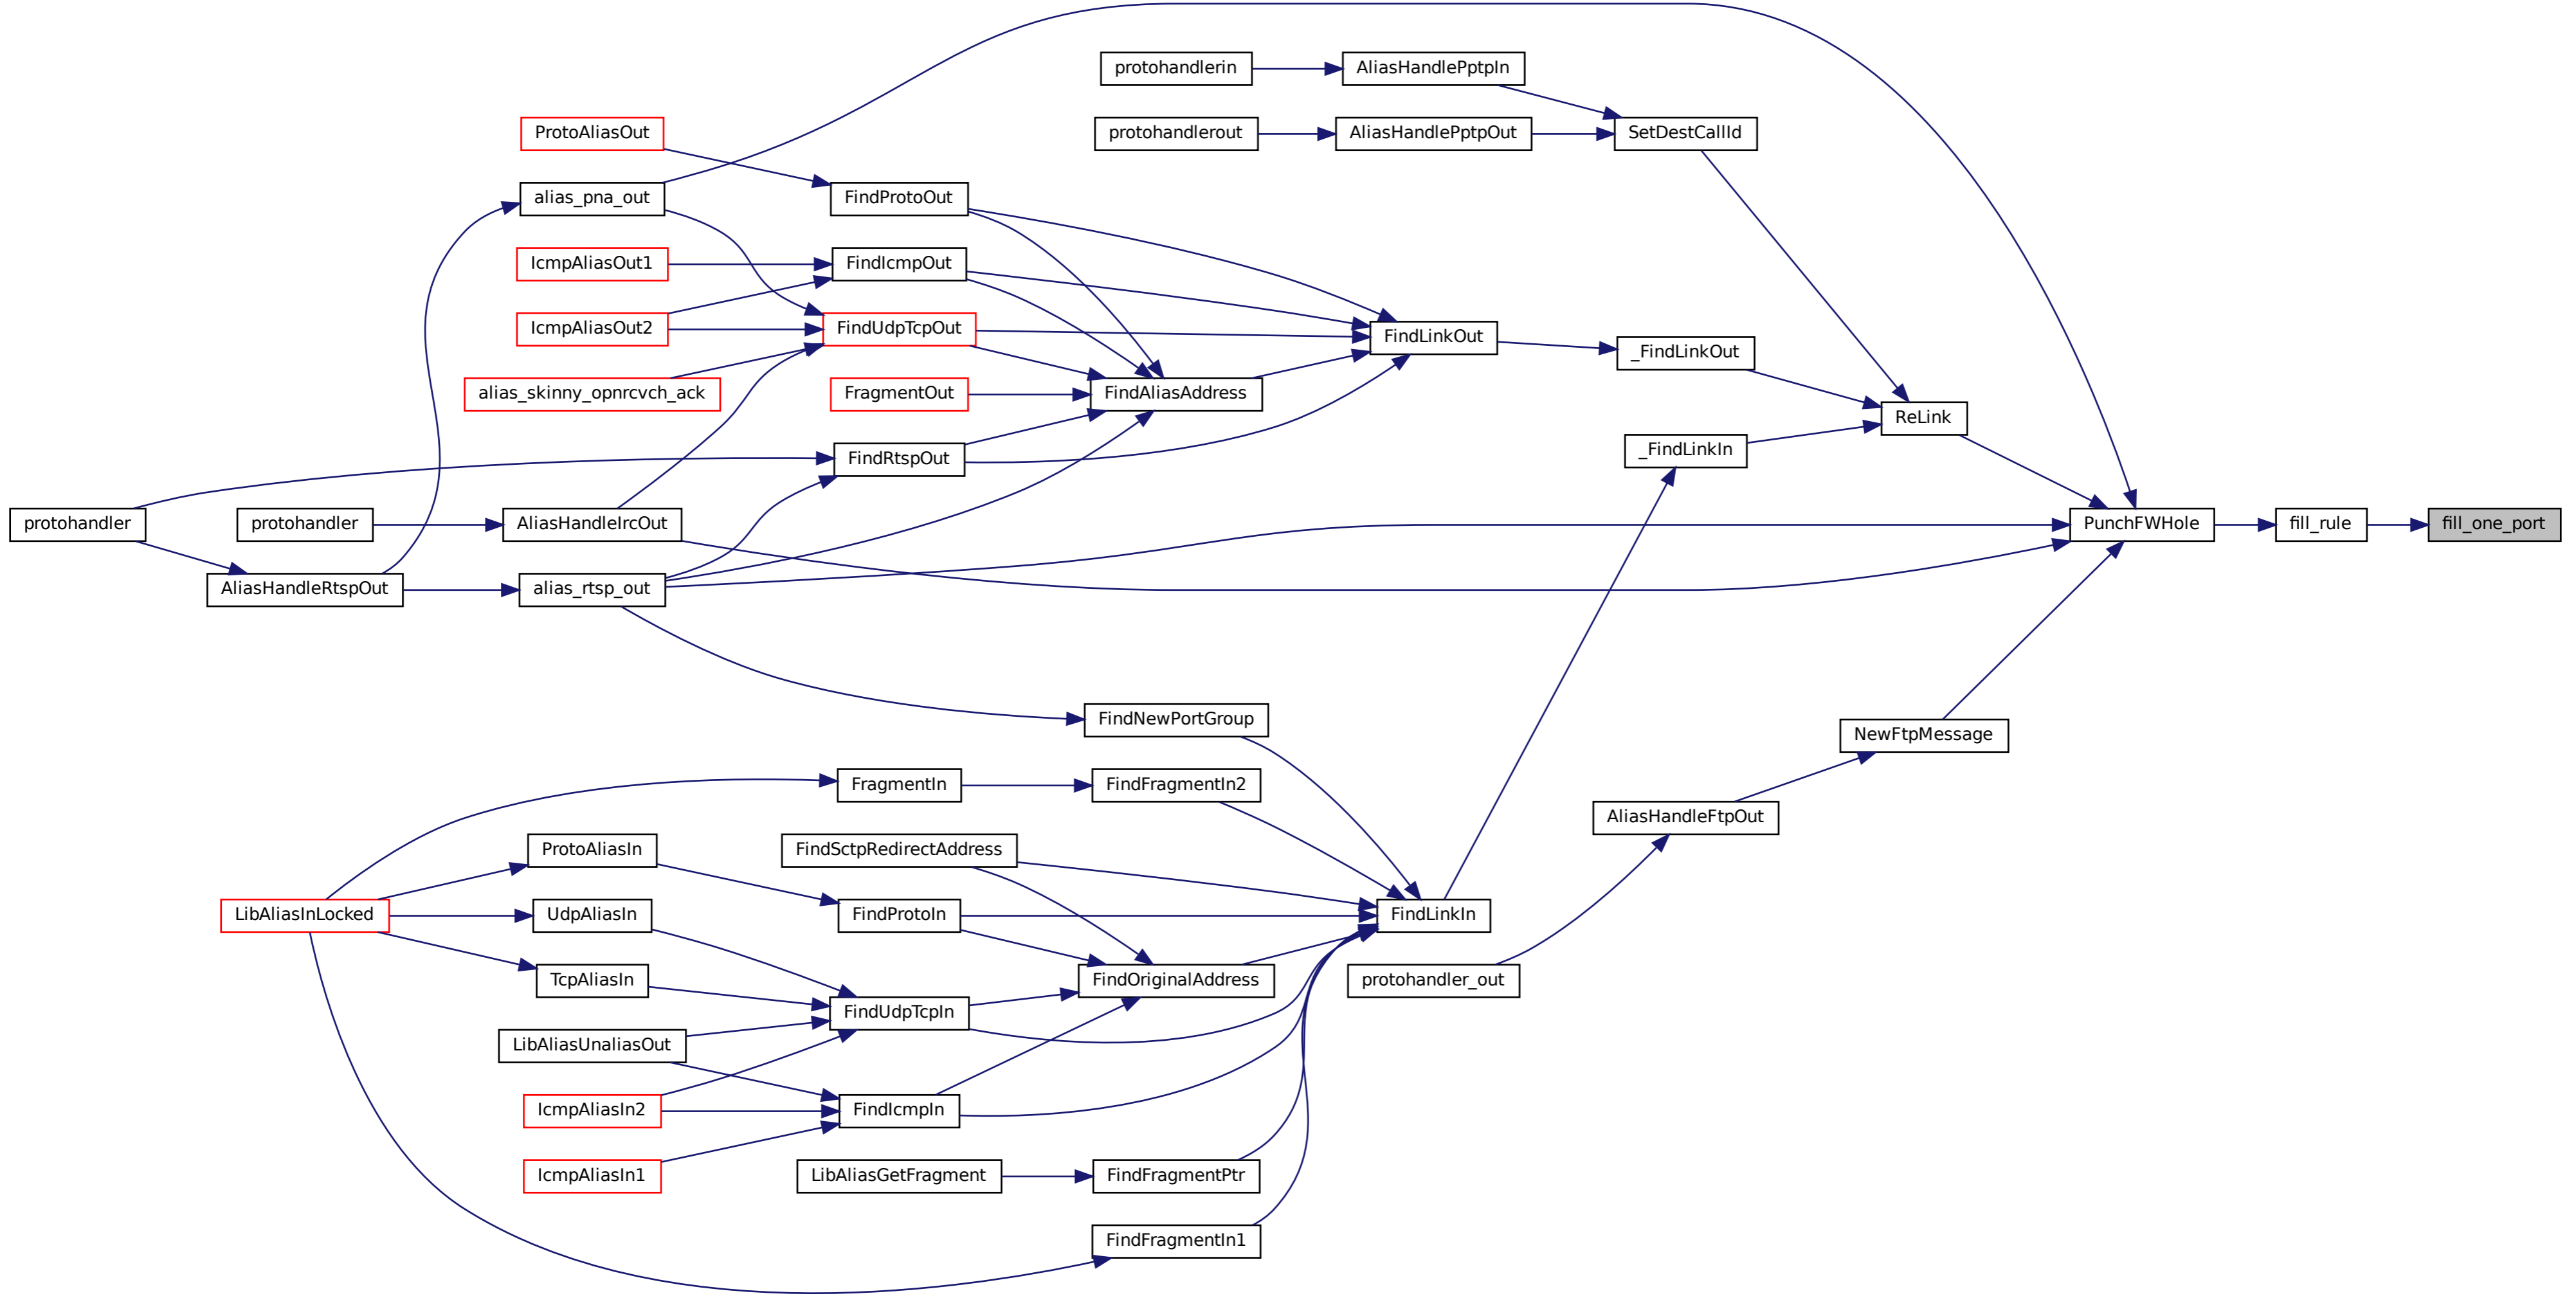 protohandlerin
AliasHandlePptpIn
ProtoAliasOut
protohandlerout
AliasHandlePptpOut
SetDestCallId
alias_pna_out
FindProtoOut
IcmpAliasOut1
FindIcmpOut
IcmpAliasOut2
FindUdpTcpOut
FindLinkOut
_FindLinkOut
alias_skinny_opnrcvch_ack
FragmentOut
FindAliasAddress
ReLink
FindRtspOut
_FindLinkIn
protohandler
protohandler
AliasHandleIrcOut
PunchFWHole
fill_rule
fill_one_port
AliasHandleRtspOut
alias_rtsp_out
FindNewPortGroup
NewFtpMessage
FragmentIn
FindFragmentIn2
AliasHandleFtpOut
ProtoAliasIn
FindSctpRedirectAddress
LibAliasInLocked
UdpAliasIn
FindProtoIn
FindLinkIn
TcpAliasIn
FindOriginalAddress
protohandler_out
FindUdpTcpIn
LibAliasUnaliasOut
IcmpAliasIn2
FindIcmpIn
IcmpAliasIn1
LibAliasGetFragment
FindFragmentPtr
FindFragmentIn1